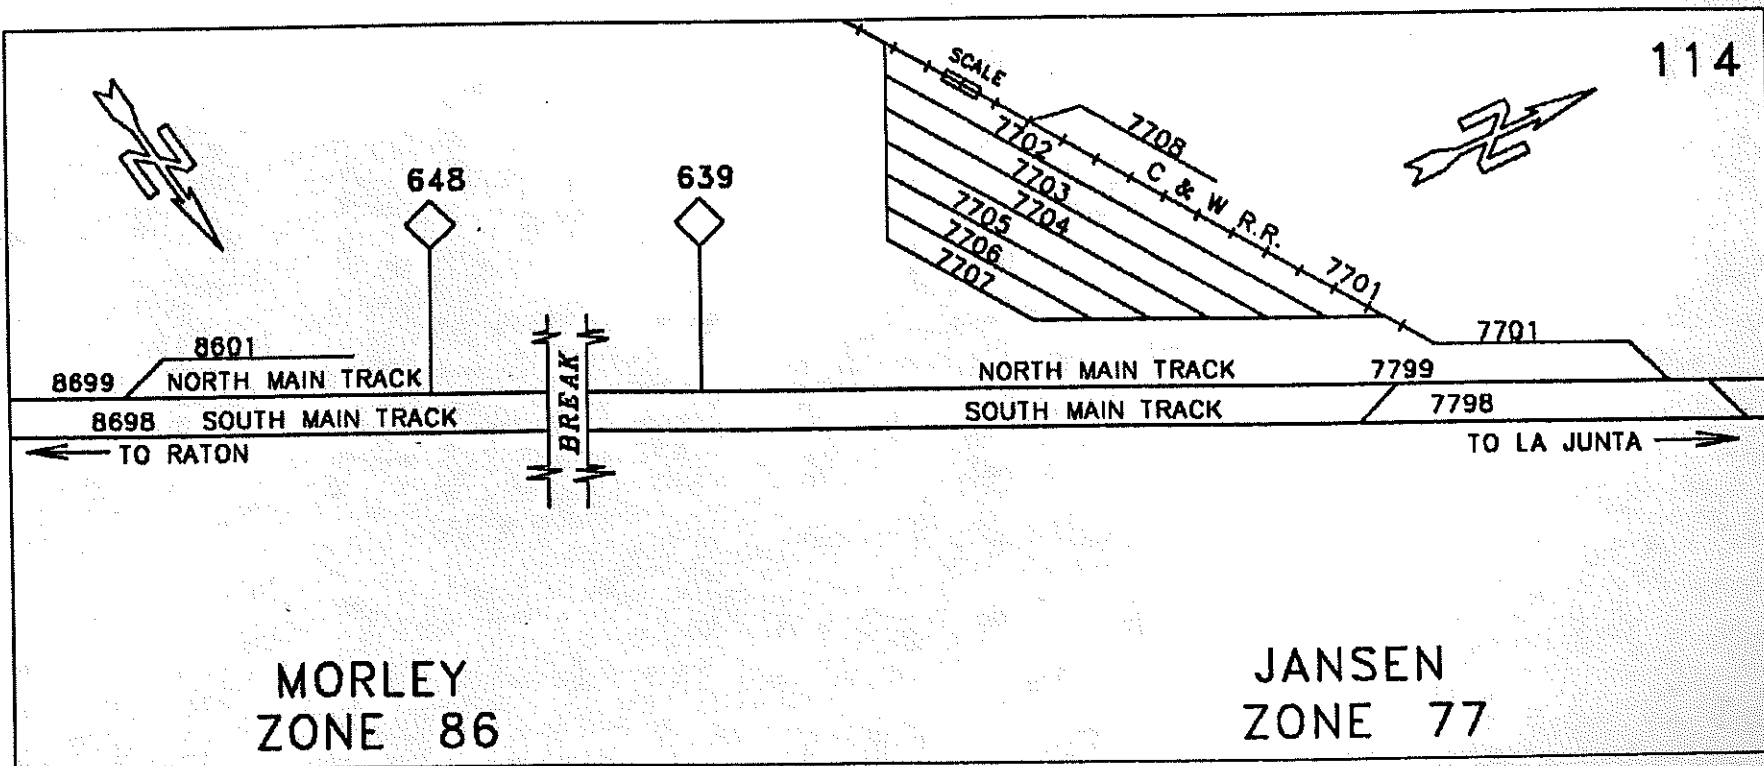 114
SCALE
7708
7702
7703
7704
7705
7706
7707
C & W R.R.
7701
648
639
8601
7701
8699 NORTH MAIN TRACK
NORTH MAIN TRACK 7799
8698 SOUTH MAIN TRACK
SOUTH MAIN TRACK 7798
BREAK
TO RATON
TO LA JUNTA
MORLEY
ZONE 86
JANSEN
ZONE 77